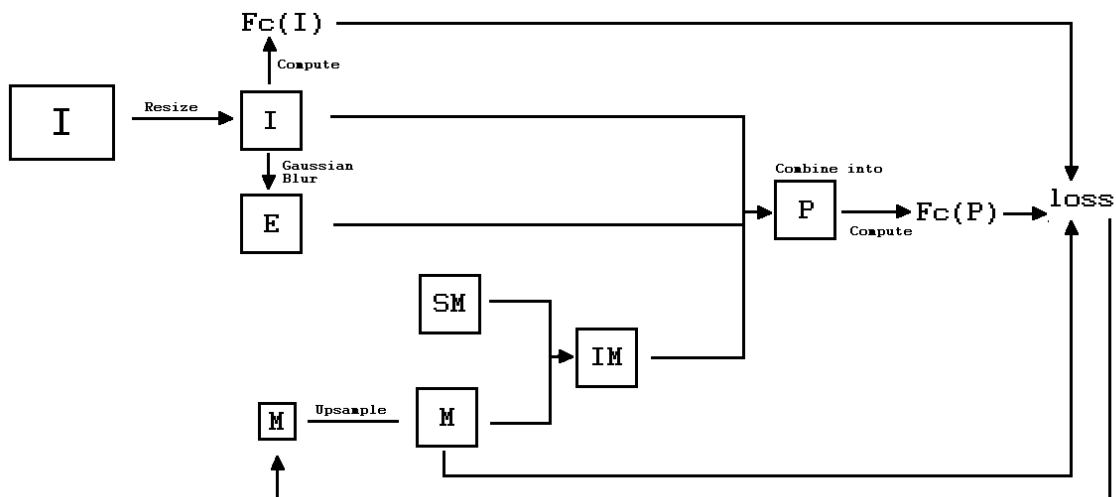 Fc(I)
Compute
I
Resize
I
Gaussian
Blur
E
Combine into
P
Compute
Fc(P)
loss
SM
IM
M
Upsample
M